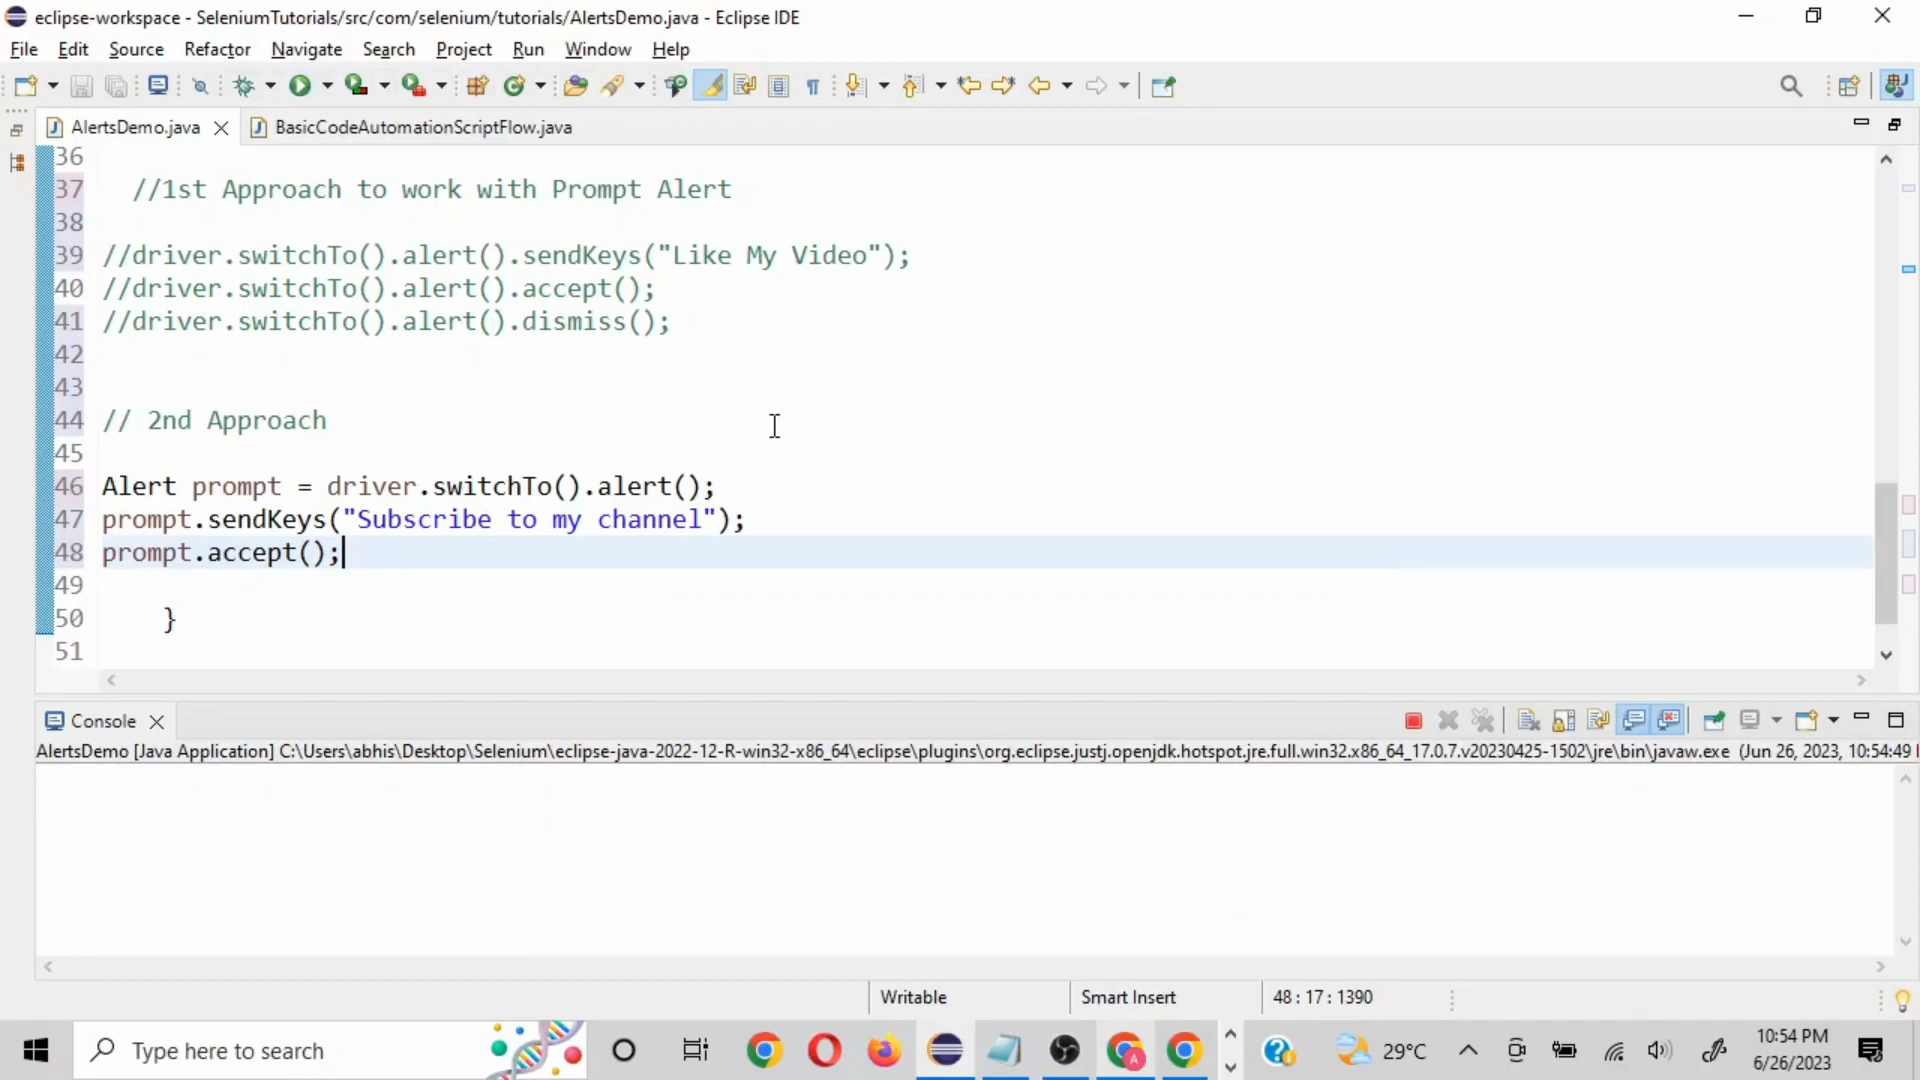 eclipse-workspace - SeleniumTutorials/src/com/selenium/tutorials/AlertsDemo.java - Eclipse IDE
File Edit Source Refactor Navigate Search Project Run Window Help
AlertsDemo.java BasicCodeAutomationScriptFlow.java
36
37 //1st Approach to work with Prompt Alert
38
39 //driver.switchTo().alert().sendKeys("Like My Video");
40 //driver.switchTo().alert().accept();
41 //driver.switchTo().alert().dismiss();
42
43
44 // 2nd Approach
45
46 Alert prompt = driver.switchTo().alert();
47 prompt.sendKeys("Subscribe to my channel");
48 prompt.accept();
49
50 }
51
Console
AlertsDemo [Java Application] C:\Users\abhis\Desktop\Selenium\eclipse-java-2022-12-R-win32-x86_64\eclipse\plugins\org.eclipse.justj.openjdk.hotspot.jre.full.win32.x86_64_17.0.7.v20230425-1502\jre\bin\javaw.exe (Jun 26, 2023, 10:54:49
Writable Smart Insert 48 : 17 : 1390
Type here to search 29°C 10:54 PM
6/26/2023